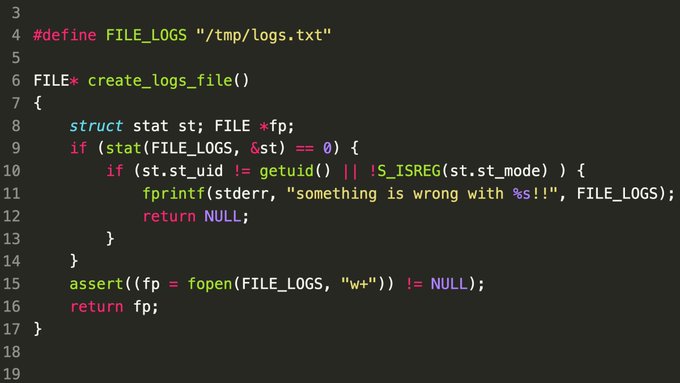 3
4 #define FILE_LOGS "/tmp/logs.txt"
5
6 FILE* create_logs_file()
7 {
8     struct stat st; FILE *fp;
9     if (stat(FILE_LOGS, &st) == 0) {
10         if (st.st_uid != getuid() || !S_ISREG(st.st_mode) ) {
11             fprintf(stderr, "something is wrong with %s!!", FILE_LOGS);
12             return NULL;
13         }
14     }
15     assert((fp = fopen(FILE_LOGS, "w+")) != NULL);
16     return fp;
17 }
18
19